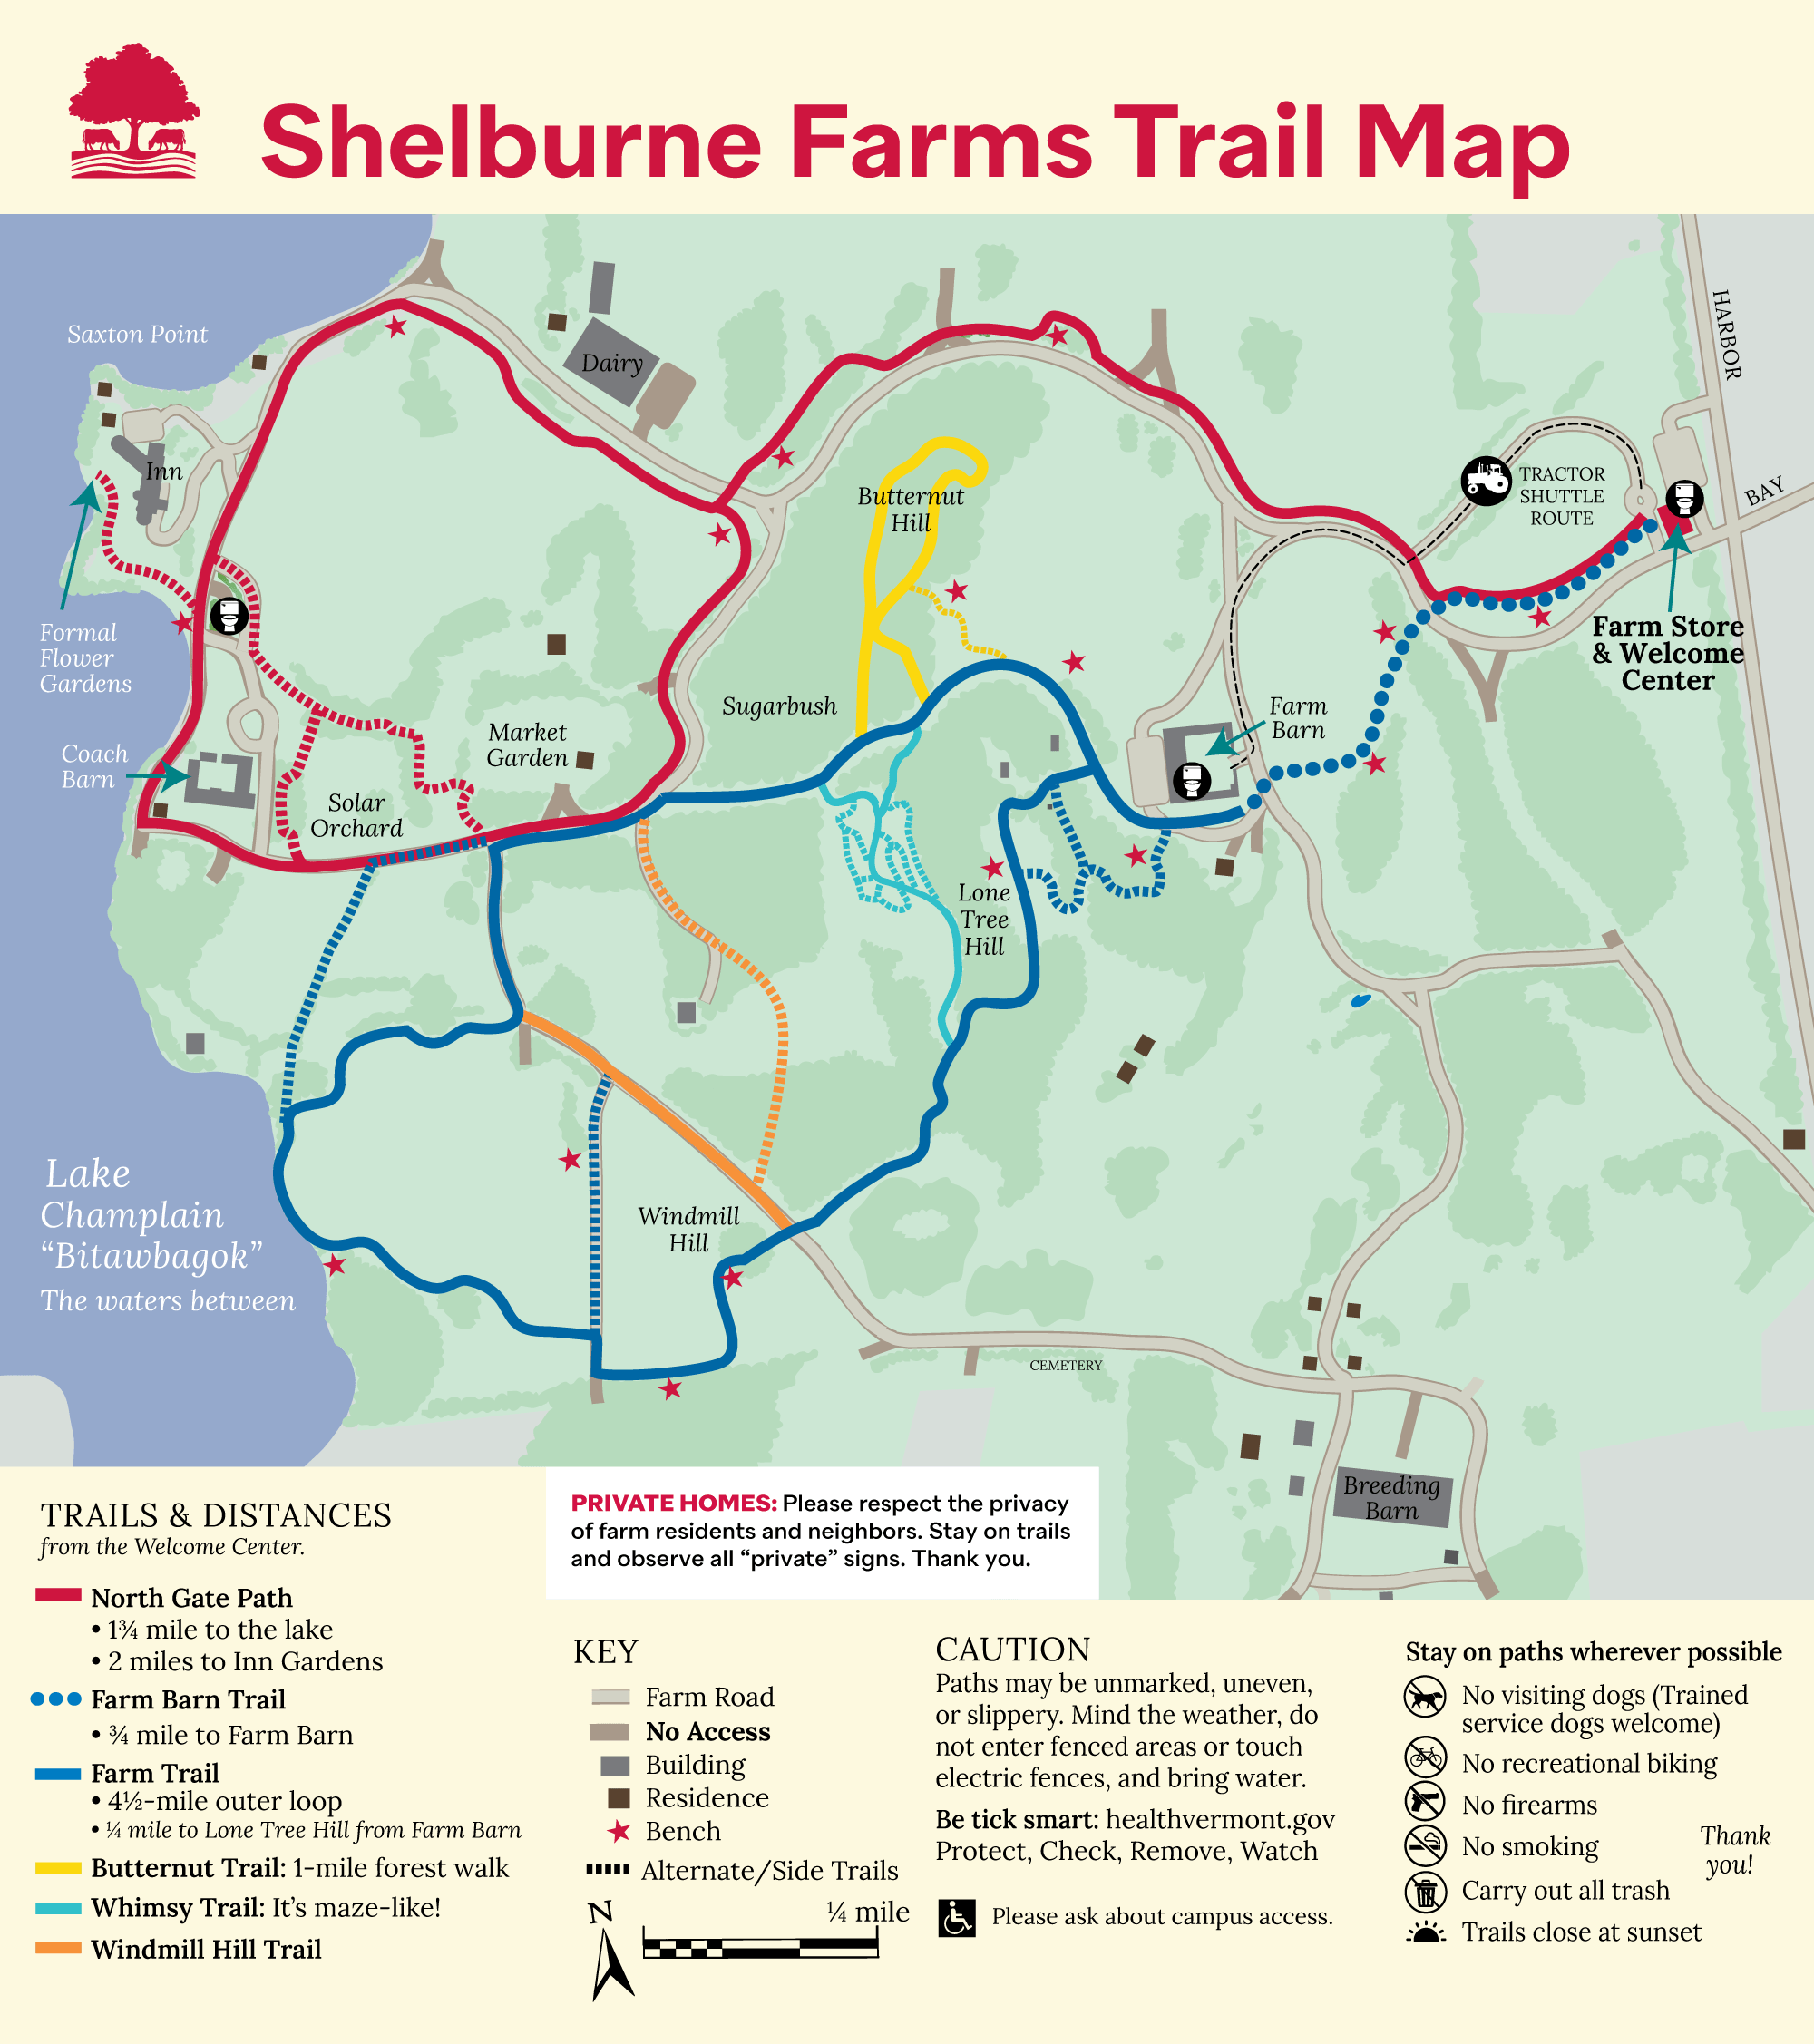 Shelburne Farms Trail Map
Saxton Point
Dairy
HARBOR
Inn
Butternut
Hill
TRACTOR
SHUTTLE
ROUTE
BAY
Formal
Flower
Gardens
Farm Store
& Welcome
Center
Sugarbush
Farm
Barn
Market
Garden
Coach
Barn
Solar
Orchard
Lone
Tree
Hill
Lake
Champlain
“Bitawbagok”
The waters between
Windmill
Hill
CEMETERY
Breeding
Barn
PRIVATE HOMES: Please respect the privacy
of farm residents and neighbors. Stay on trails
and observe all “private” signs. Thank you.
TRAILS & DISTANCES
from the Welcome Center.
North Gate Path
• 1¾ mile to the lake
• 2 miles to Inn Gardens
Farm Barn Trail
• ¾ mile to Farm Barn
Farm Trail
• 4½-mile outer loop
• ¼ mile to Lone Tree Hill from Farm Barn
Butternut Trail: 1-mile forest walk
Whimsy Trail: It’s maze-like!
Windmill Hill Trail
KEY
Farm Road
No Access
Building
Residence
Bench
Alternate/Side Trails
N
¼ mile
CAUTION
Paths may be unmarked, uneven,
or slippery. Mind the weather, do
not enter fenced areas or touch
electric fences, and bring water.
Be tick smart: healthvermont.gov
Protect, Check, Remove, Watch
Please ask about campus access.
Stay on paths wherever possible
No visiting dogs (Trained
service dogs welcome)
No recreational biking
No firearms
No smoking
Carry out all trash
Trails close at sunset
Thank
you!